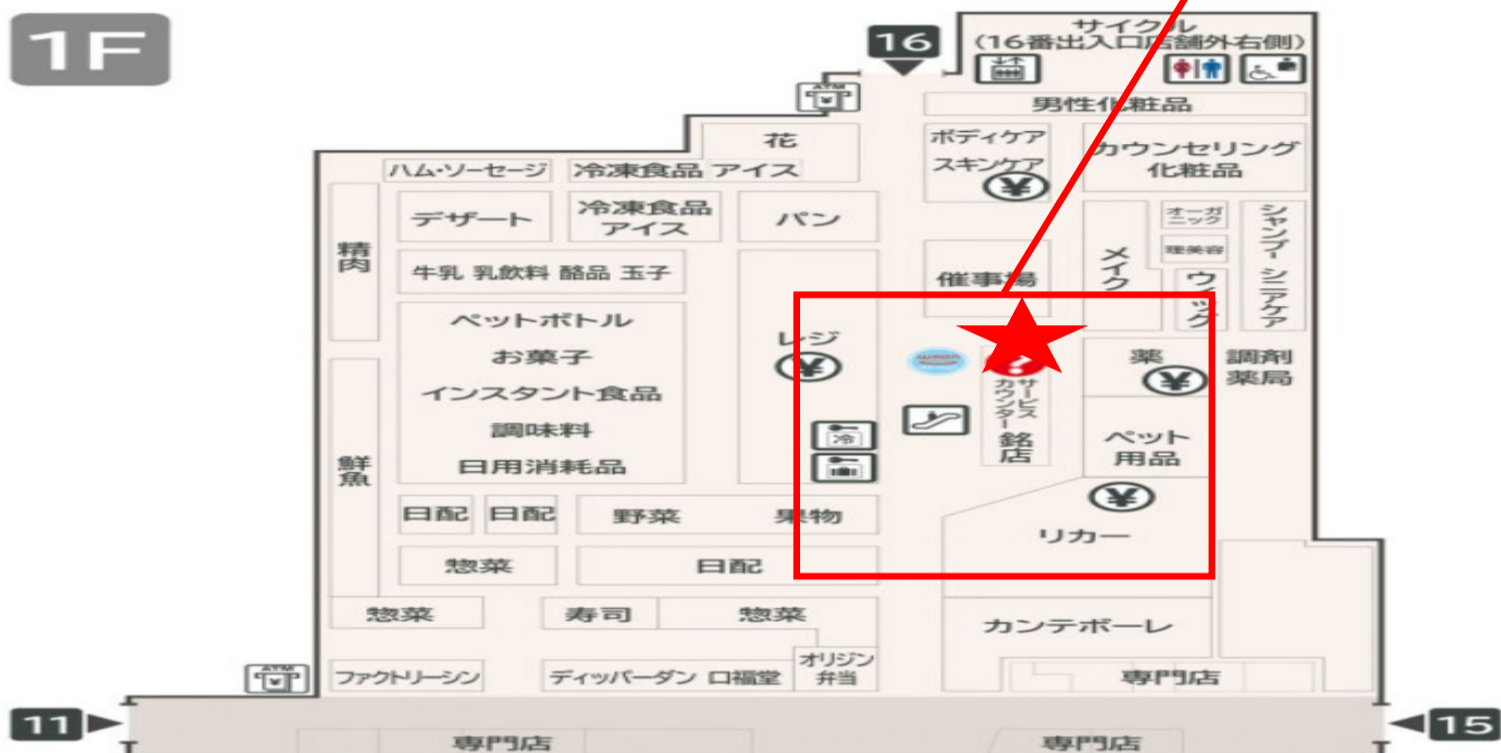 1F
16
サイクル
(16番出入口店舗外右側)
ATM
男性化粧品
花
ボディケア
スキンケア
カウンセリング
化粧品
ハム・ソーセージ
冷凍食品 アイス
デザート
冷凍食品
アイス
パン
オーガ
ニック
シャンプー
シニアケア
精肉
メイク
理美容
牛乳 乳飲料 酪品 玉子
催事場
ウィッグ
ペットボトル
レジ
お菓子
薬
調剤
薬局
インスタント食品
サービス
カウンター
銘店
調味料
冷
ペット
用品
日用消耗品
鮮魚
日配
日配
野菜
果物
リカー
惣菜
日配
惣菜
寿司
惣菜
カンテボーレ
オリジン
弁当
ATM
ファクトリーシン
ディッパーダン
口福堂
専門店
11
15
専門店
専門店